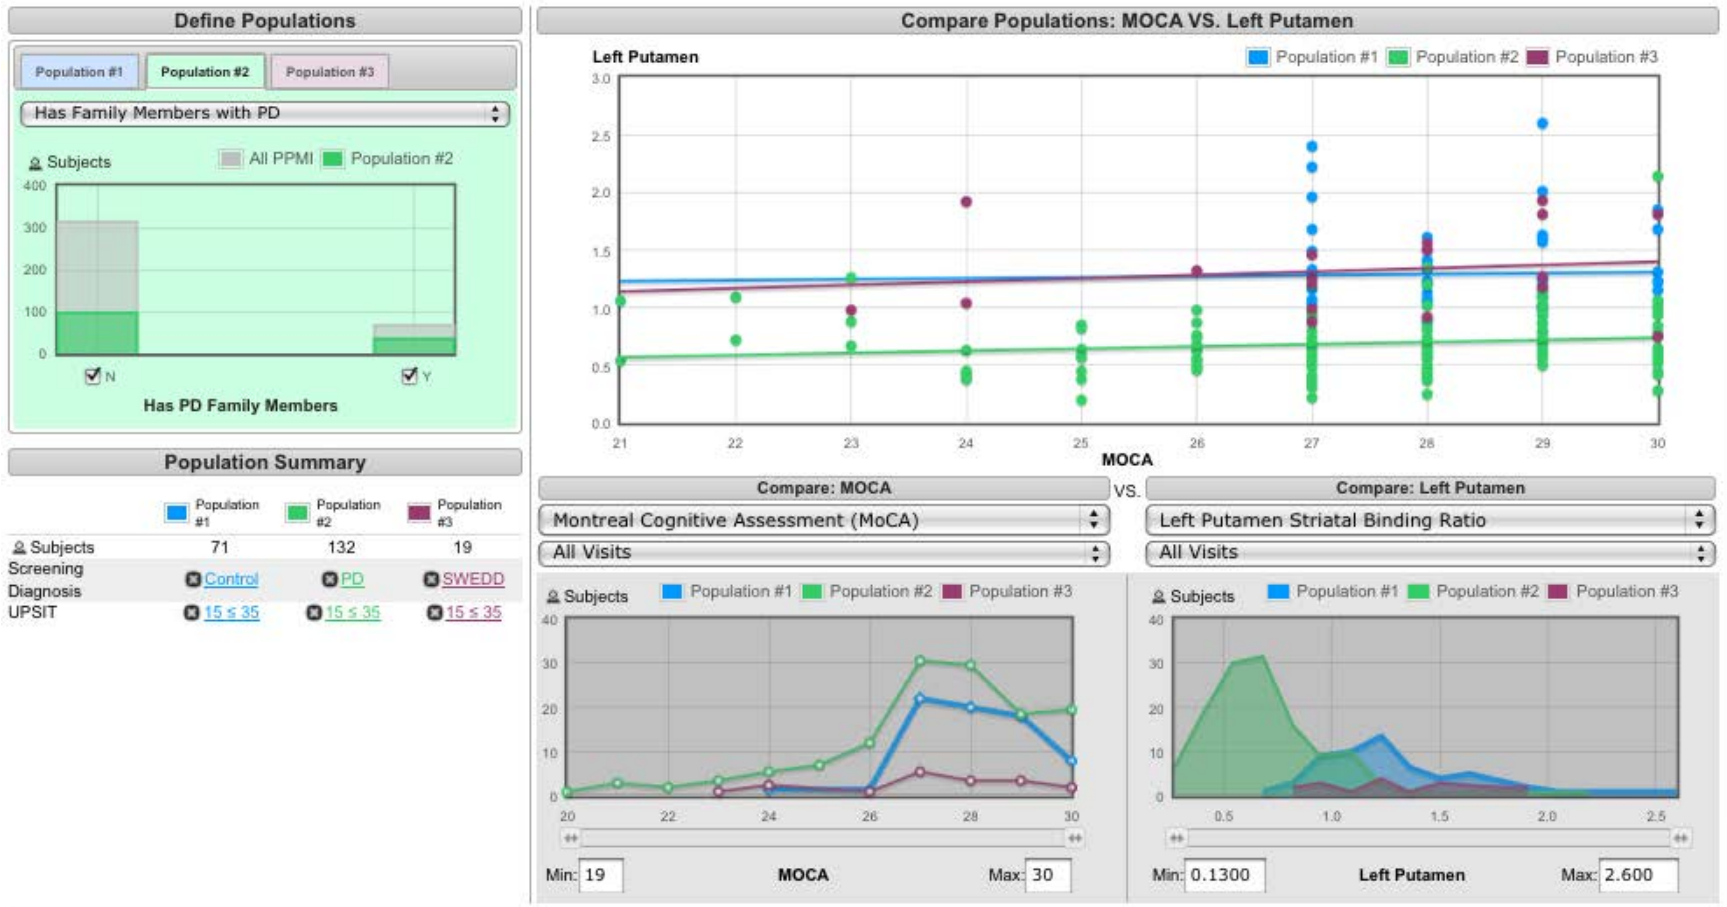 Define Populations
Population #1 Population #2 Population #3
Has Family Members with PD
Subjects All PPMI Population #2
400
300
200
100
0
N Y
Has PD Family Members
Population Summary
Population #1 Population #2 Population #3
Subjects 71 132 19
Screening Diagnosis Control PD SWEDD
UPSIT 15 ≤ 35 15 ≤ 35 15 ≤ 35
Compare Populations: MOCA VS. Left Putamen
Left Putamen Population #1 Population #2 Population #3
3.0
2.5
2.0
1.5
1.0
0.5
0.0
21 22 23 24 25 26 27 28 29 30
MOCA
Compare: MOCA VS. Compare: Left Putamen
Montreal Cognitive Assessment (MoCA)
All Visits
Subjects Population #1 Population #2 Population #3
40
30
20
10
0
20 22 24 26 28 30
Min: 19 MOCA Max: 30
Left Putamen Striatal Binding Ratio
All Visits
Subjects Population #1 Population #2 Population #3
40
30
20
10
0
0.5 1.0 1.5 2.0 2.5
Min: 0.1300 Left Putamen Max: 2.600